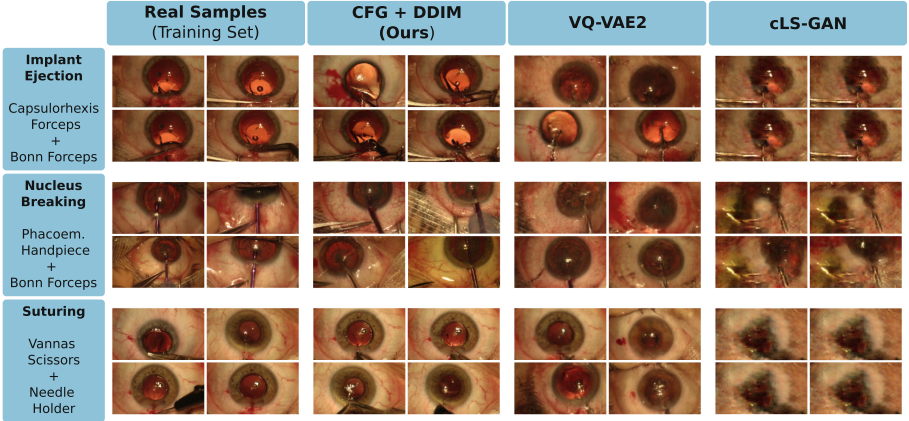 Real Samples
(Training Set)
CFG + DDIM
(Ours)
VQ-VAE2
cLS-GAN
Implant
Ejection
Capsulorhexis
Forceps
+
Bonn Forceps
Nucleus
Breaking
Phacoem.
Handpiece
+
Bonn Forceps
Suturing
Vannas
Scissors
+
Needle
Holder